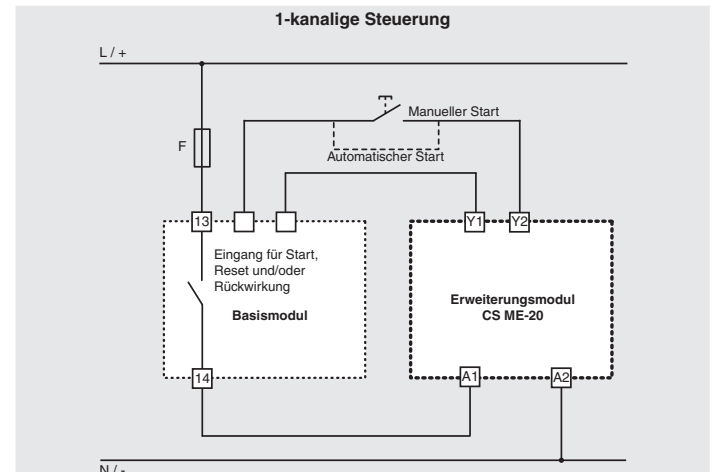 1-kanalige Steuerung
L / +
Manueller Start
F
Automatischer Start
13
Y1
Y2
Eingang für Start,
Reset und/oder
Rückwirkung
Basismodul
Erweiterungsmodul
CS ME-20
14
A1
A2
N / -